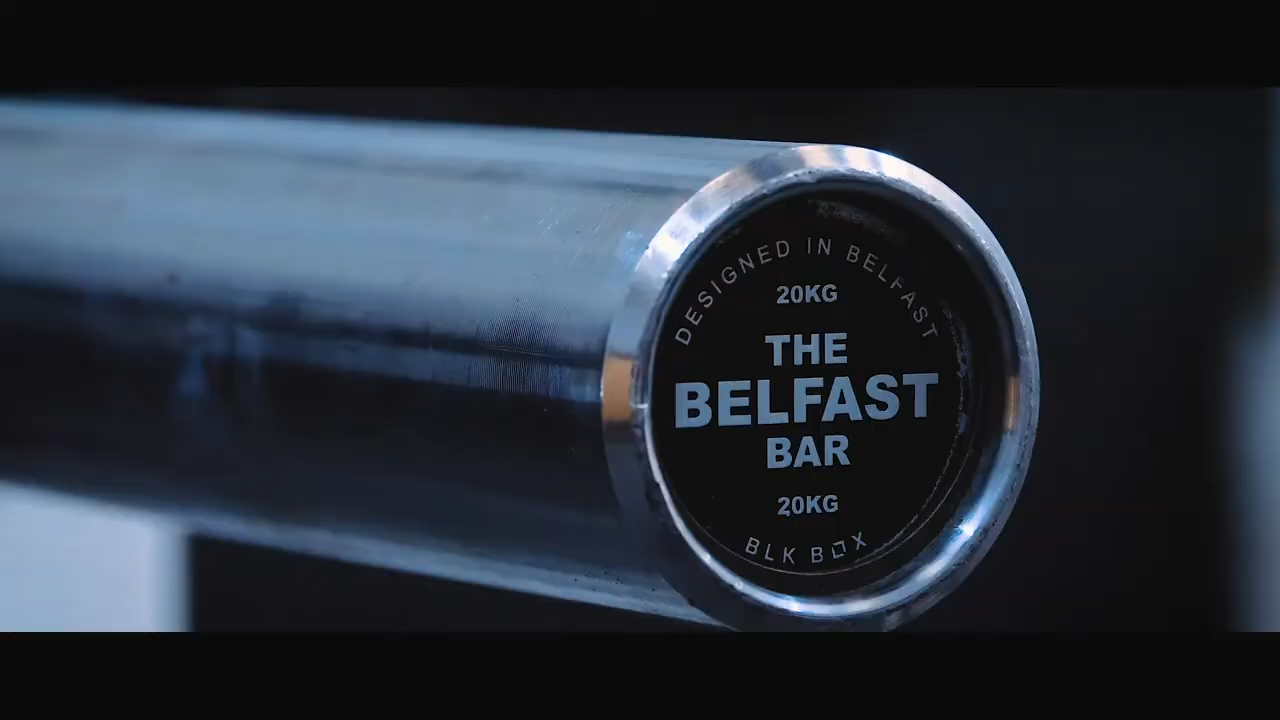 DESIGNED IN BELFAST
20KG
THE
BELFAST
BAR
20KG
BLK BOX